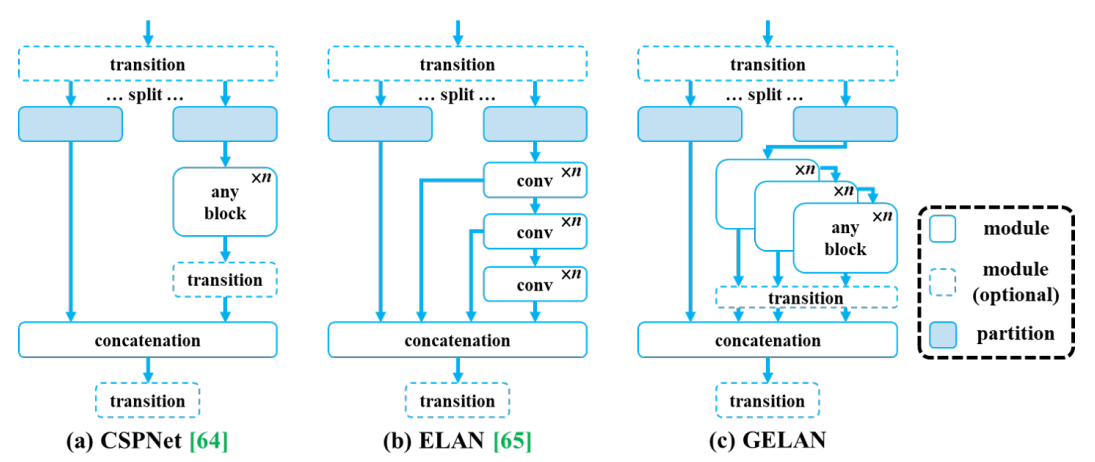 transition
… split …
×n
any
block
transition
concatenation
transition
(a) CSPNet [64]
transition
… split …
×n
conv
×n
conv
×n
conv
concatenation
transition
(b) ELAN [65]
transition
… split …
×n
×n
×n
any
block
transition
concatenation
transition
(c) GELAN
module
module
(optional)
partition